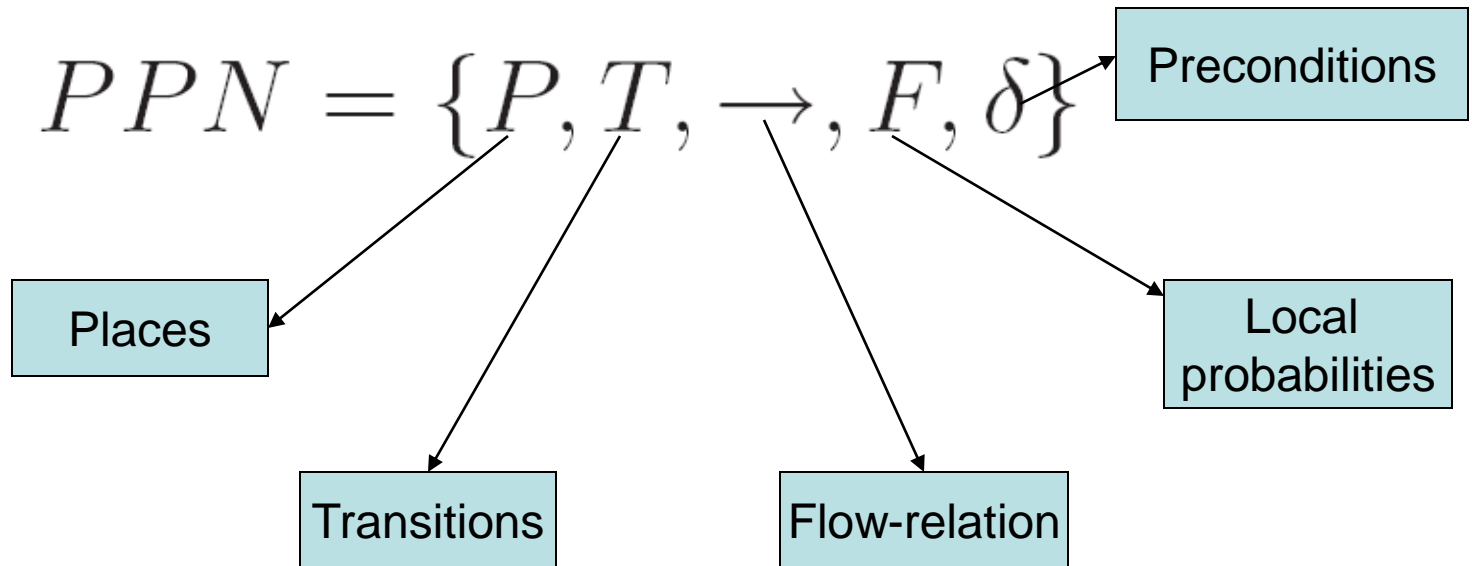 PPN = {P, T, →, F, δ}
Preconditions
Places
Local
probabilities
Transitions
Flow-relation